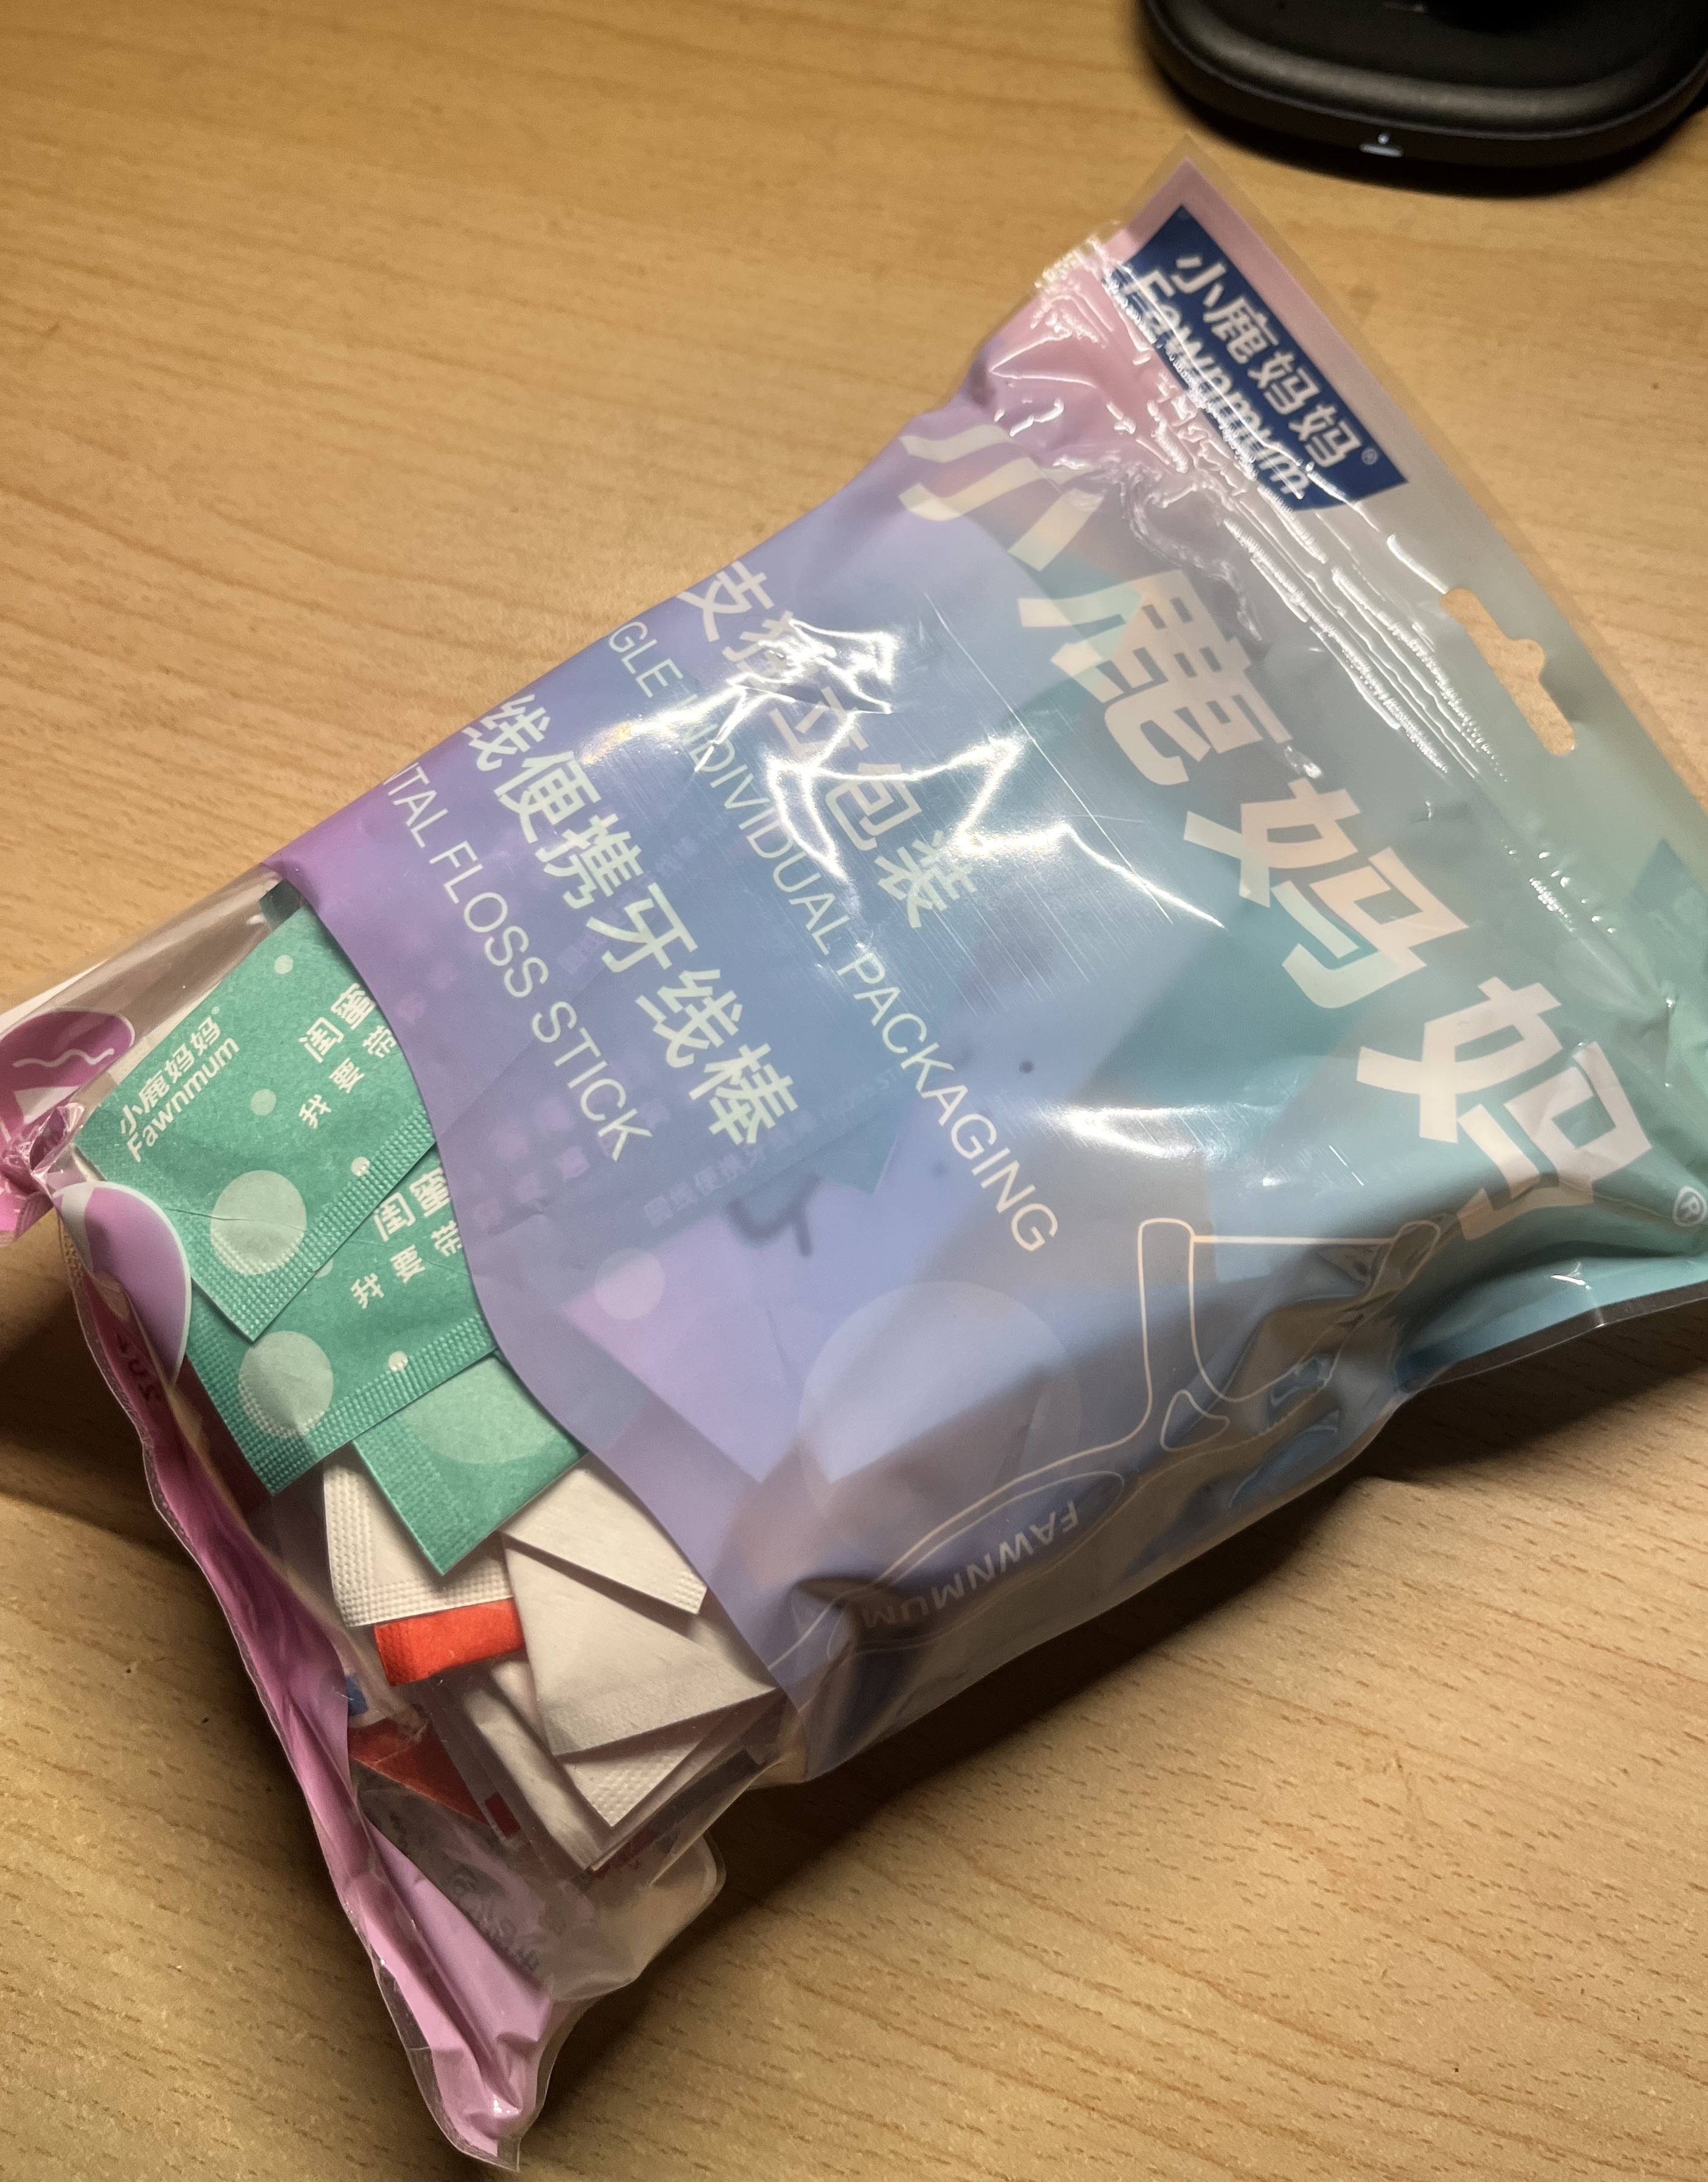 小鹿妈妈®
Fawnmum
小鹿妈妈®
支独立包装
GLE INDIVIDUAL PACKAGING
线便携牙线棒
TAL FLOSS STICK
FAWNMUM
小鹿妈妈®
Fawnmum
闺蜜
我要带
闺蜜
我要带